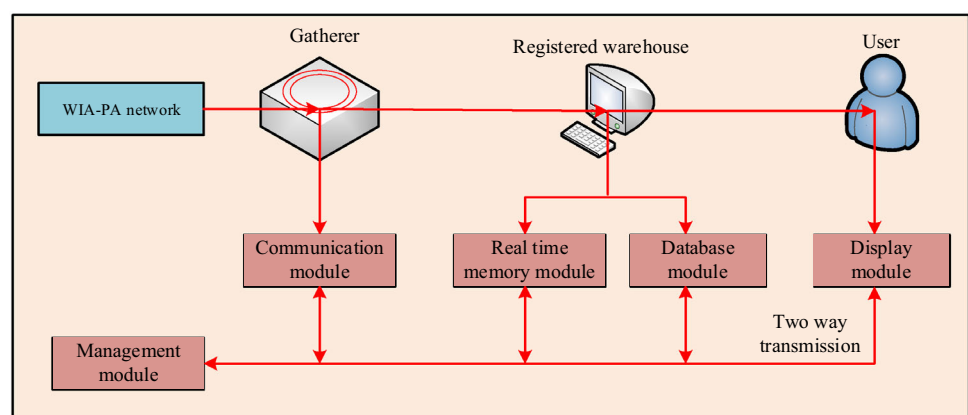 Gatherer
Registered warehouse
User
WIA-PA network
Communication
module
Real time
memory module
Database
module
Display
module
Two way
transmission
Management
module